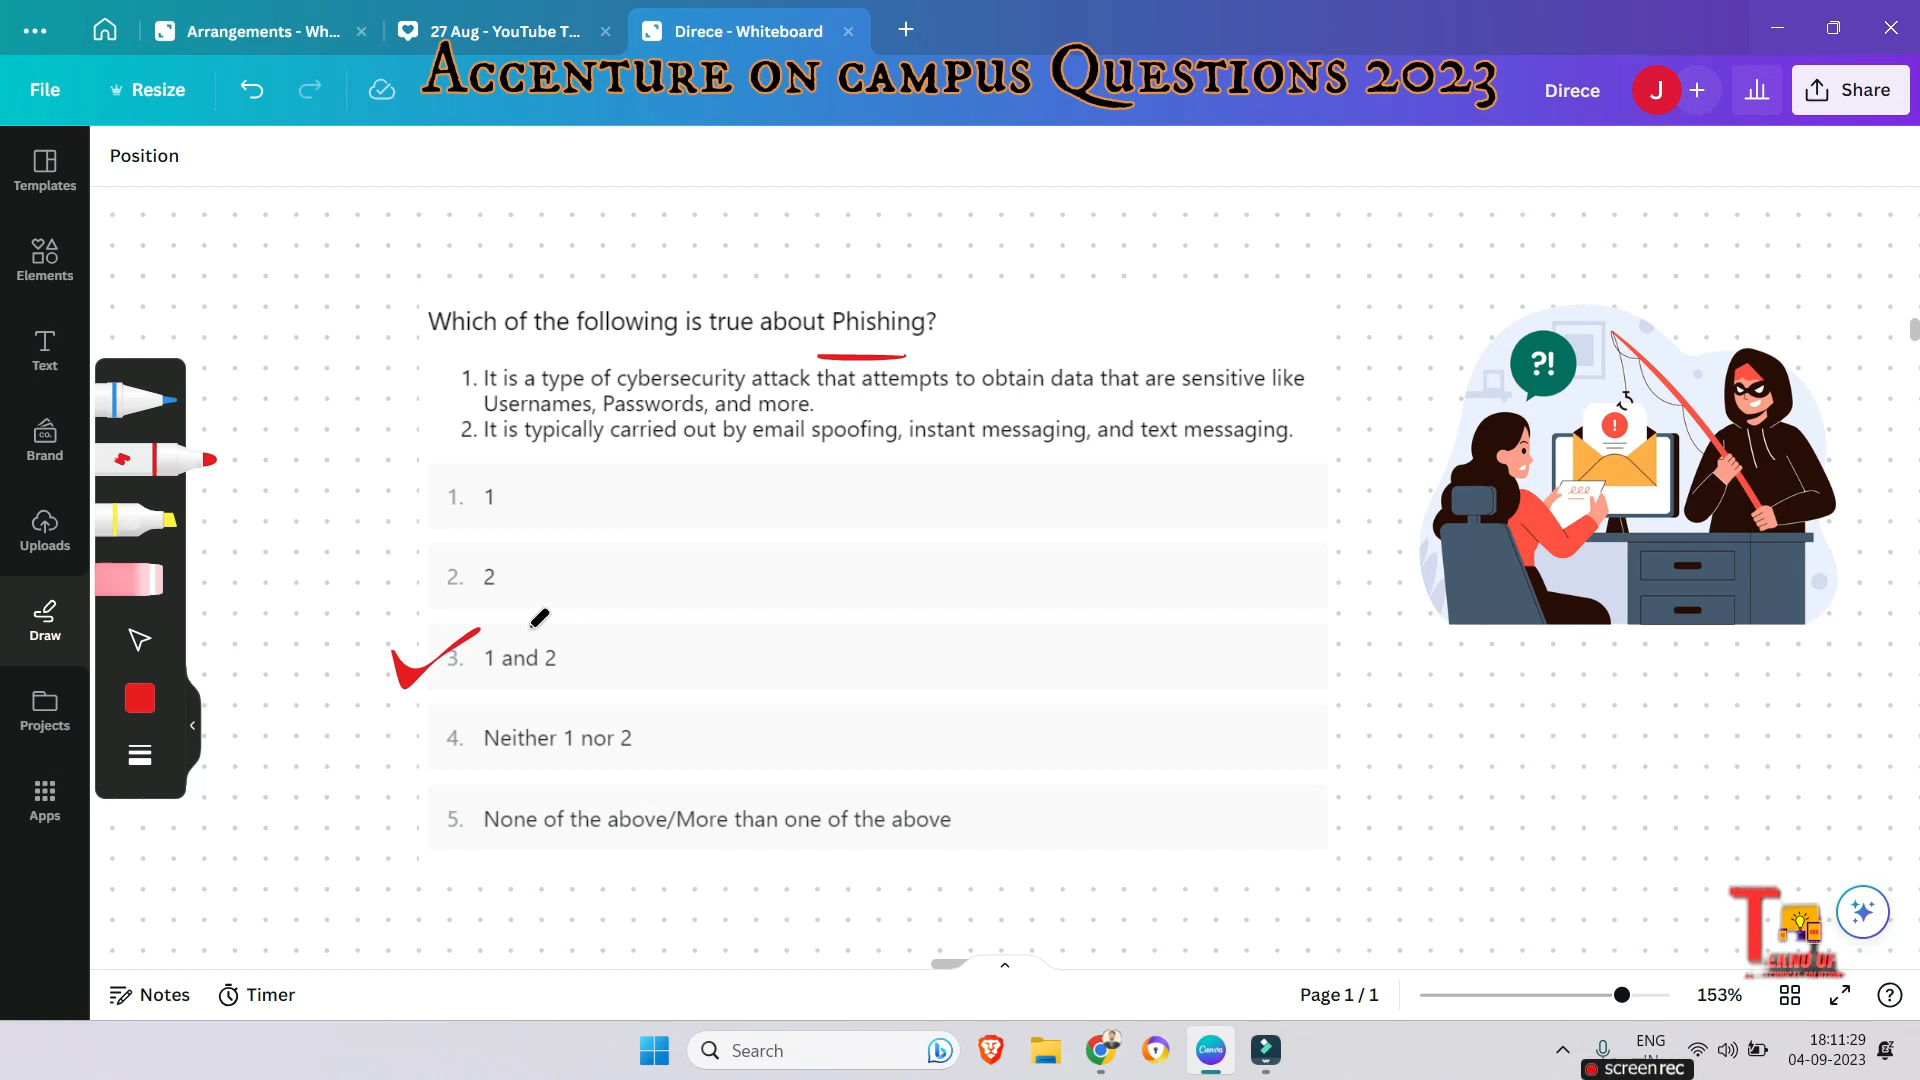 Arrangements - Wh...
27 Aug - YouTube T...
Direce - Whiteboard
File
Resize
ACCENTURE ON CAMPUS QUESTIONS 2023
Direce
J
Share
Position
Templates
Elements
Text
CO.
Brand
Uploads
Draw
Projects
Apps
Which of the following is true about Phishing?
1. It is a type of cybersecurity attack that attempts to obtain data that are sensitive like
Usernames, Passwords, and more.
2. It is typically carried out by email spoofing, instant messaging, and text messaging.
1. 1
2. 2
3. 1 and 2
4. Neither 1 nor 2
5. None of the above/More than one of the above
?!
!
Notes
Timer
Page 1 / 1
153%
Search
Canva
ENG
18:11:29
04-09-2023
screenrec